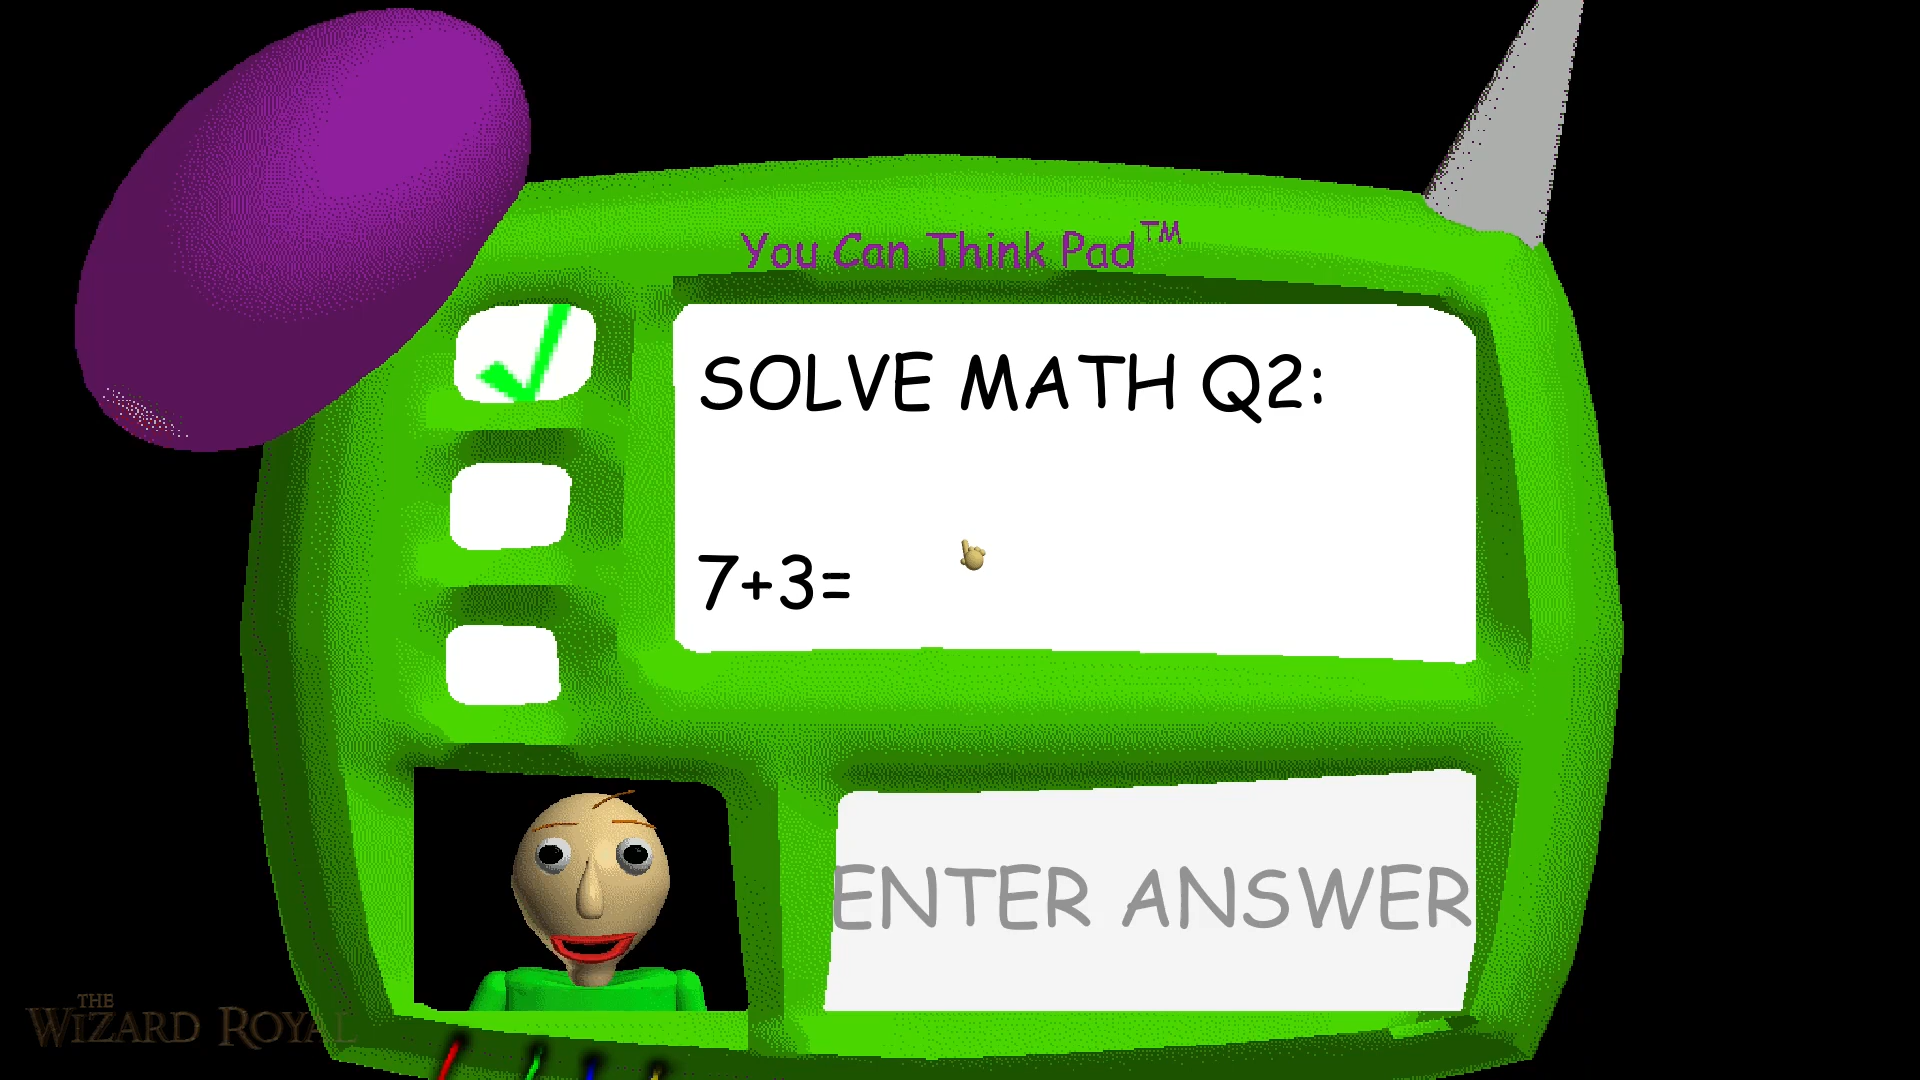 You Can Think Pad™
SOLVE MATH Q2:
7+3=
ENTER ANSWER
THE
WIZARD ROYAL